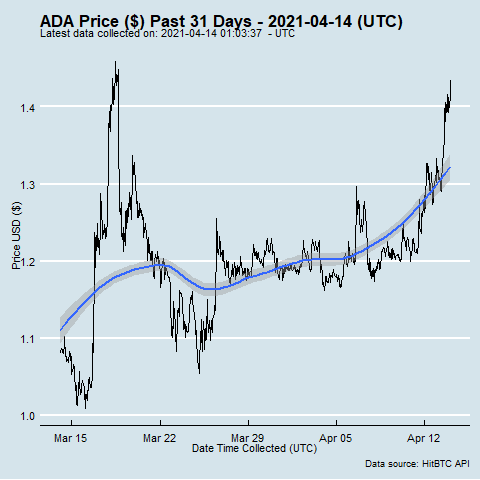 ADA Price ($) Past 31 Days - 2021-04-14 (UTC)
Latest data collected on: 2021-04-14 01:03:37  - UTC
Price USD ($)
1.4
1.3
1.2
1.1
1.0
Mar 15 Mar 22 Mar 29 Apr 05 Apr 12
Date Time Collected (UTC)
Data source: HitBTC API